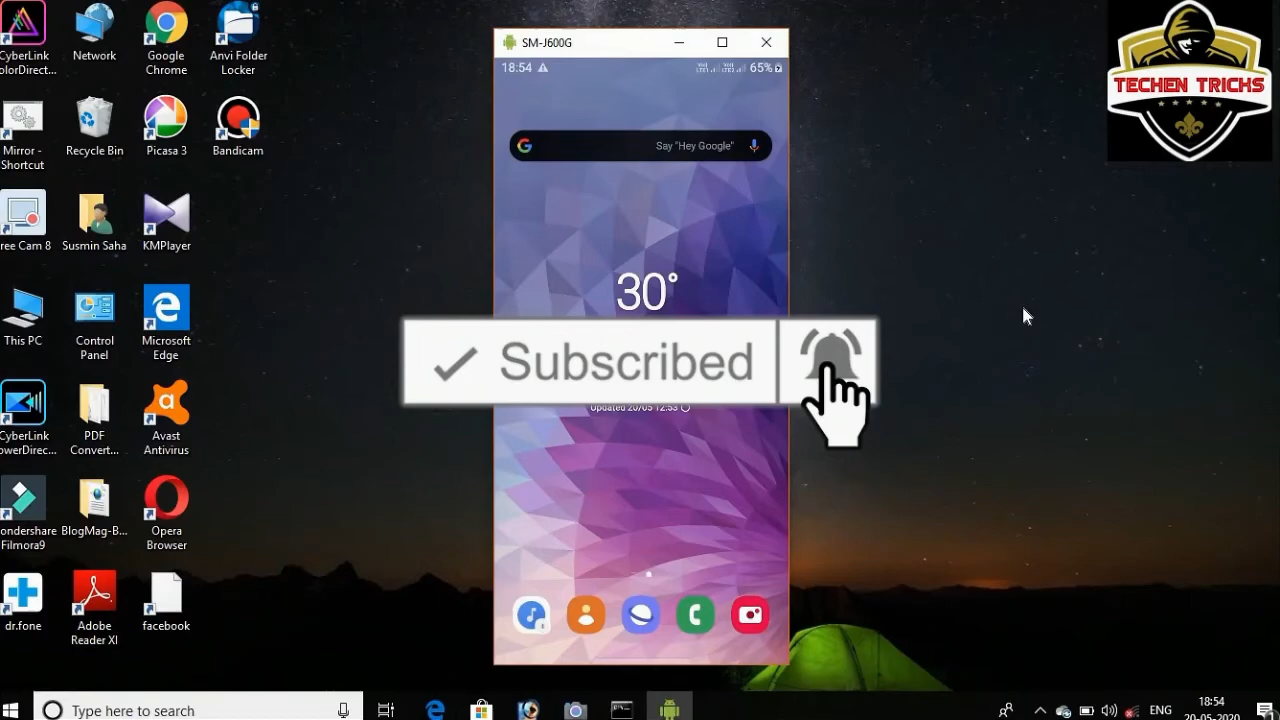 CyberLink
ColorDirect...
Network
Google
Chrome
Anvi Folder
Locker
Mirror -
Shortcut
Recycle Bin
Picasa 3
Bandicam
ree Cam 8
Susmin Saha
KMPlayer
This PC
Control
Panel
Microsoft
Edge
CyberLink
owerDirec...
PDF
Convert...
Avast
Antivirus
ondershare
Filmora9
BlogMag-B...
Opera
Browser
dr.fone
Adobe
Reader XI
facebook
SM-J600G
18:54
65%
Say "Hey Google"
30°
Subscribed
Updated 20/05 12:53
TECHEN TRICHS
Type here to search
ENG
18:54
20-05-2020